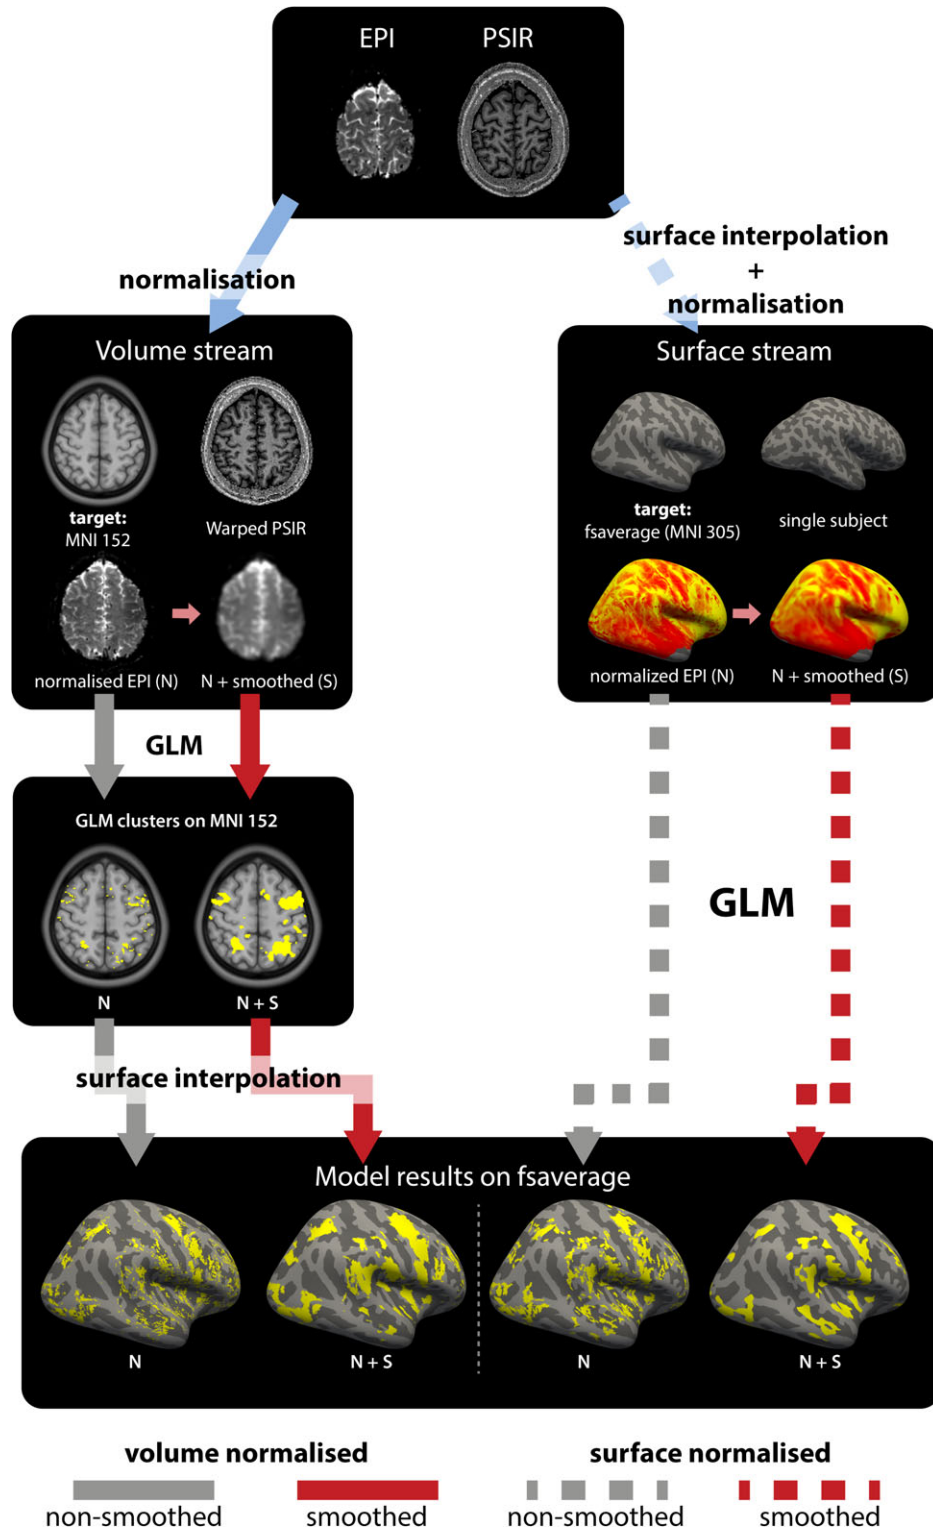 EPI PSIR
surface interpolation
+
normalisation
normalisation
Volume stream
target:
MNI 152
Warped PSIR
normalised EPI (N)
N + smoothed (S)
Surface stream
target:
fsaverage (MNI 305)
single subject
normalized EPI (N)
N + smoothed (S)
GLM
GLM clusters on MNI 152
N
N + S
GLM
surface interpolation
Model results on fsaverage
N
N + S
N
N + S
volume normalised
non-smoothed
smoothed
surface normalised
non-smoothed
smoothed